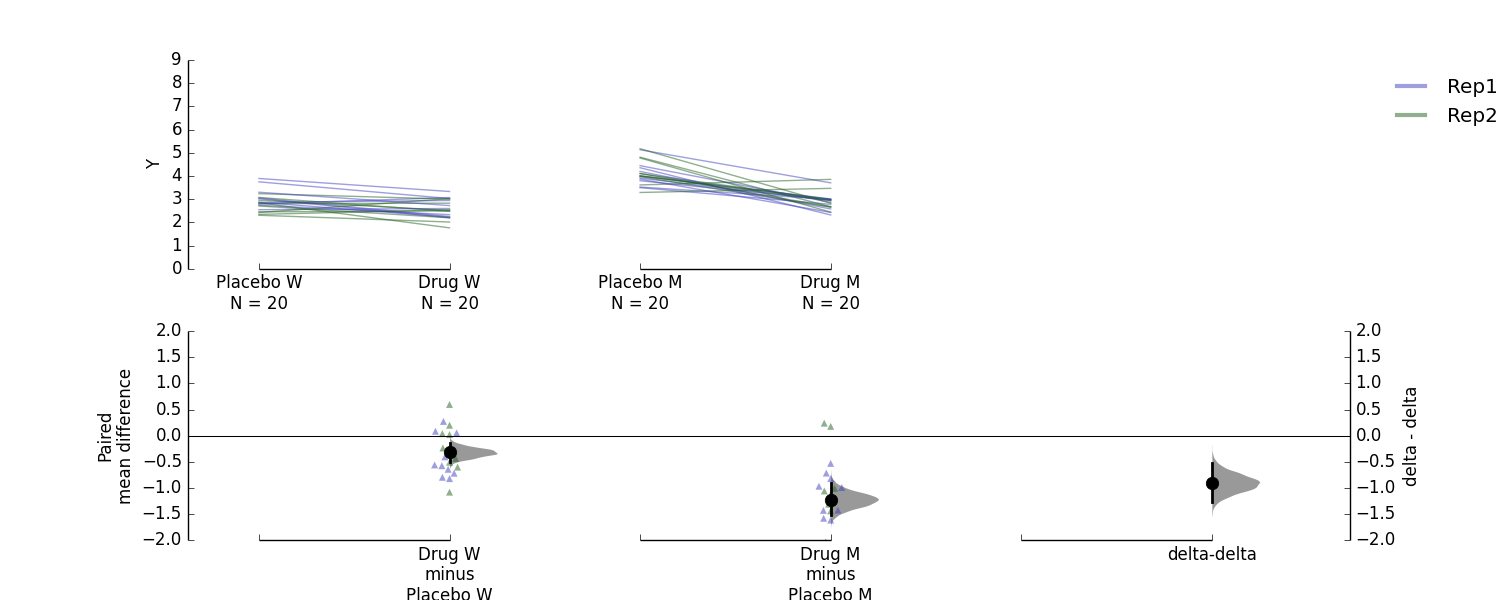 9
8
7
6
5
4
3
2
1
0
Y
Rep1
Rep2
Placebo W
N = 20
Drug W
N = 20
Placebo M
N = 20
Drug M
N = 20
2.0
1.5
1.0
0.5
0.0
−0.5
−1.0
−1.5
−2.0
Paired
mean difference
2.0
1.5
1.0
0.5
0.0
−0.5
−1.0
−1.5
−2.0
delta - delta
Drug W
minus
Placebo W
Drug M
minus
Placebo M
delta-delta